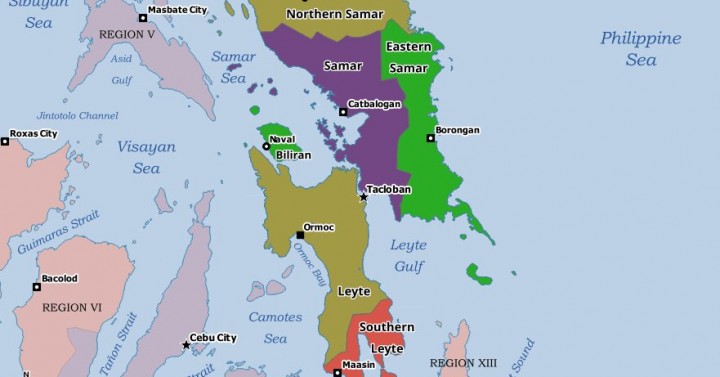 Sibuyan
Sea
Masbate City
REGION V
Asid
Gulf
Northern Samar
Eastern
Samar
Philippine
Sea
Samar
Samar
Sea
Catbalogan
Jintotolo Channel
Roxas City
Visayan
Sea
Naval
Biliran
Borongan
Tacloban
Guimaras Strait
Ormoc
Ormoc Bay
Leyte
Gulf
Bacolod
REGION VI
Leyte
Camotes
Sea
Southern
Leyte
Tañon Strait
Cebu City
Strait
Maasin
REGION XIII
t Sound
N